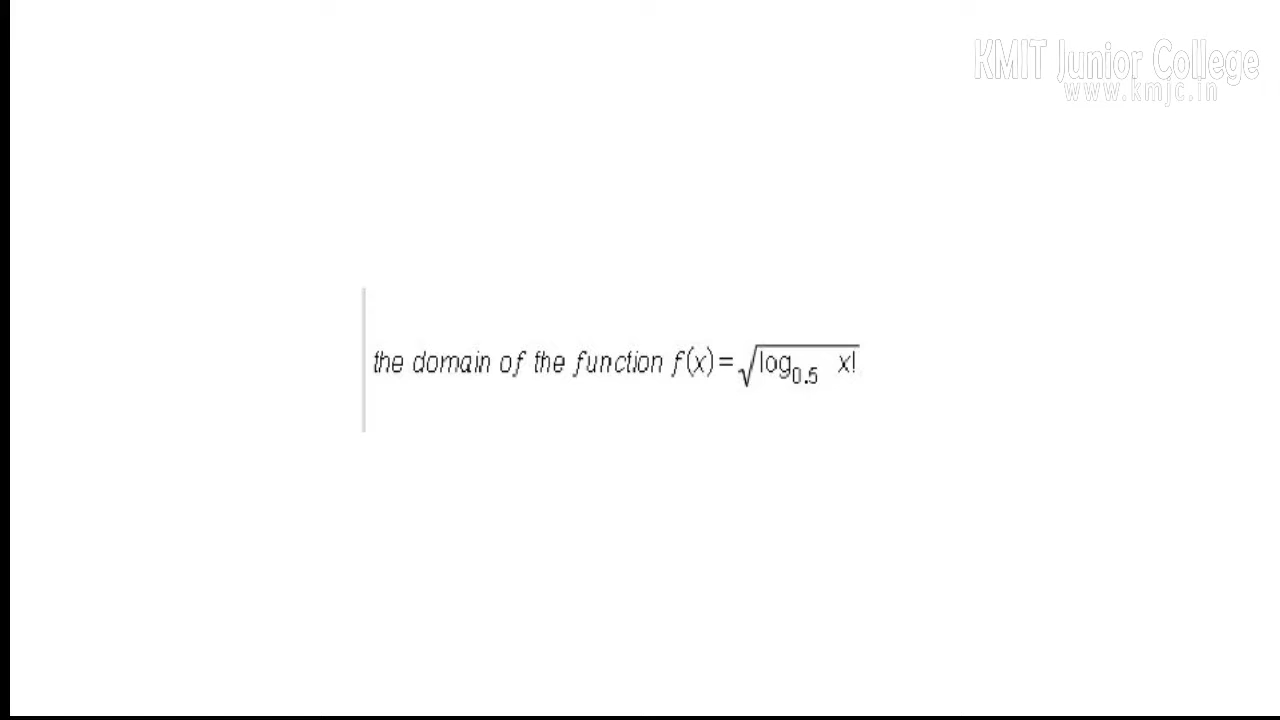 KMIT Junior College
www.kmjc.in
the domain of the function f(x)=√log₀.₅ x!